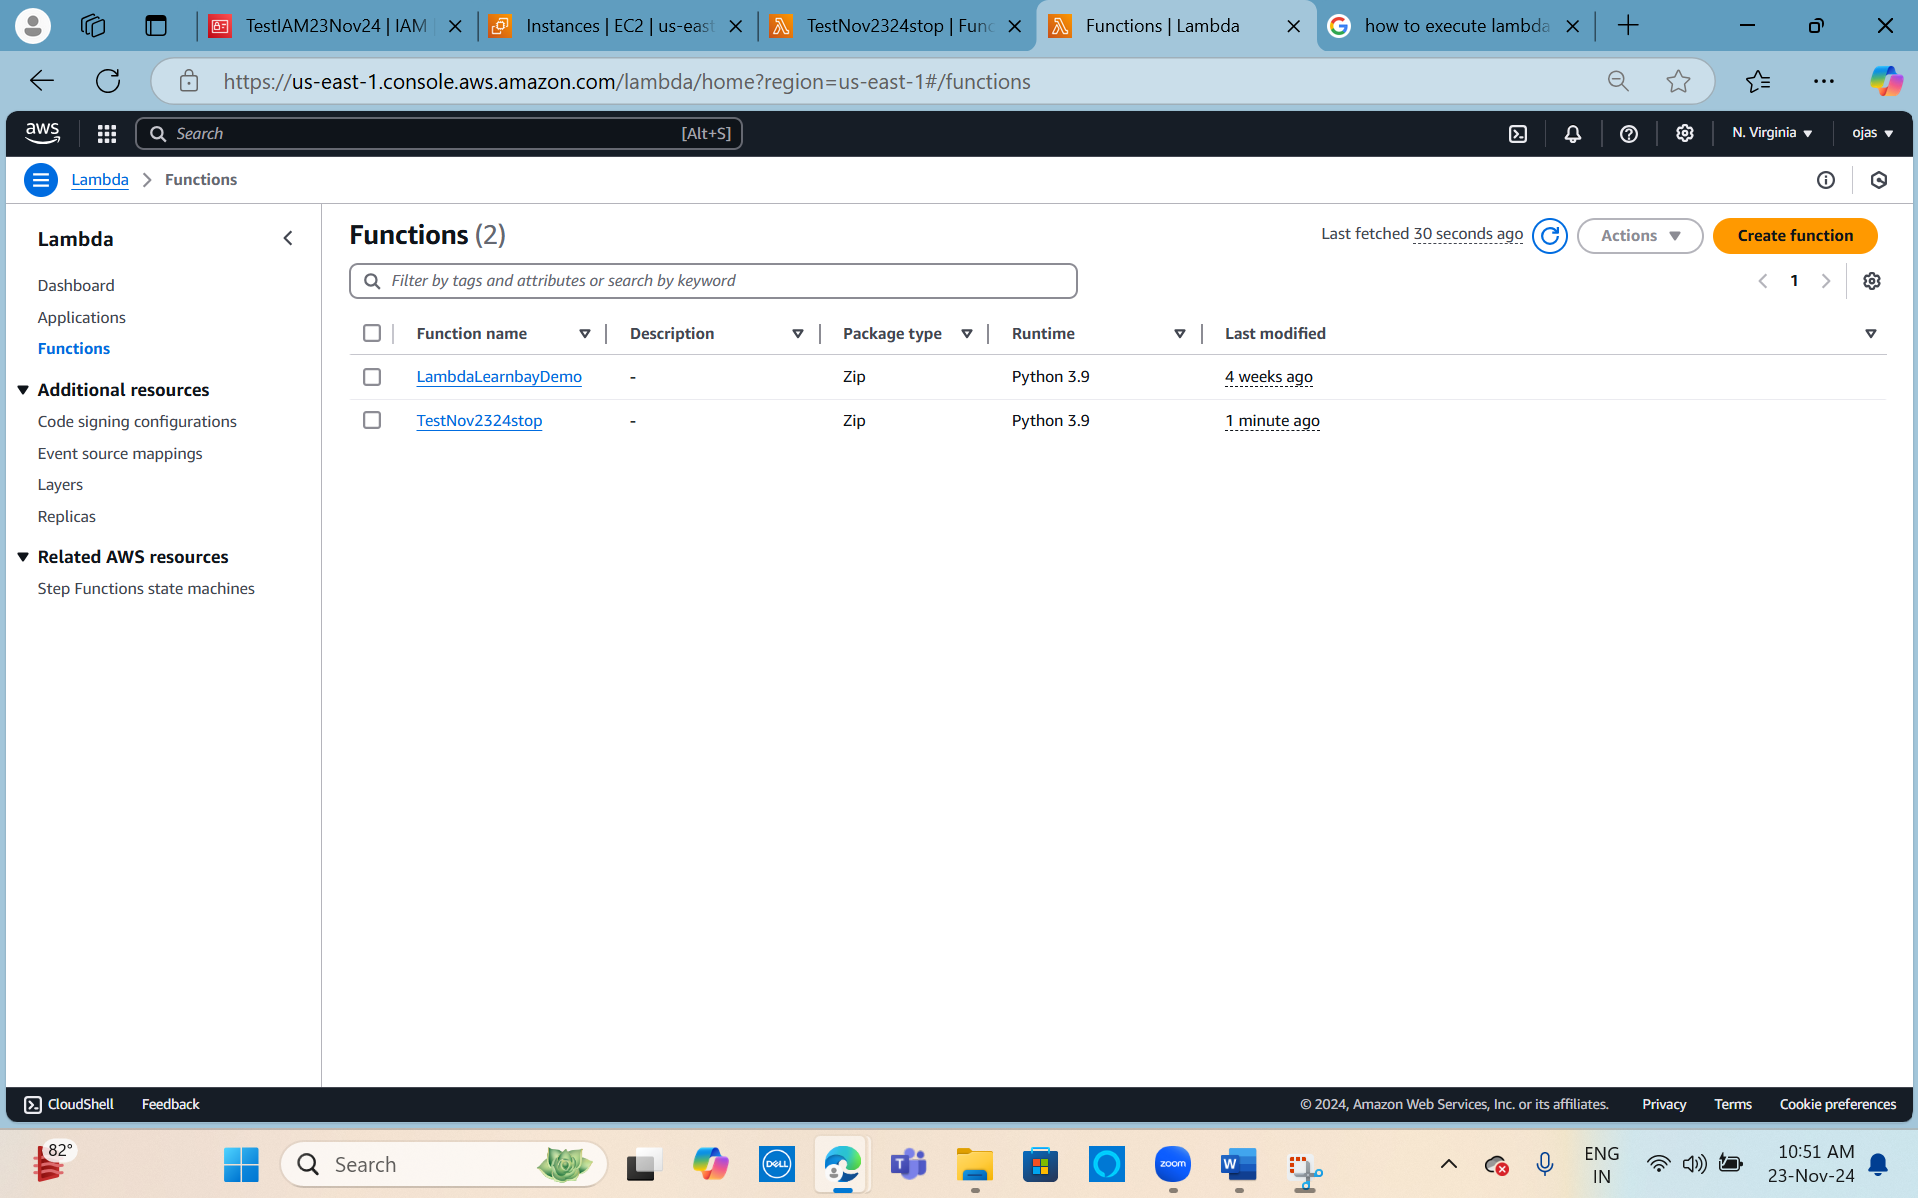 TestIAM23Nov24 | IAM
Instances | EC2 | us-east
TestNov2324stop | Func
Functions | Lambda
how to execute lambda
https://us-east-1.console.aws.amazon.com/lambda/home?region=us-east-1#/functions
aws
Search
[Alt+S]
N. Virginia
ojas
Lambda
Functions
Lambda
Dashboard
Applications
Functions
Additional resources
Code signing configurations
Event source mappings
Layers
Replicas
Related AWS resources
Step Functions state machines
Functions (2)
Last fetched 30 seconds ago
Actions
Create function
Filter by tags and attributes or search by keyword
1
Function name Description Package type Runtime Last modified
LambdaLearnbayDemo - Zip Python 3.9 4 weeks ago
TestNov2324stop - Zip Python 3.9 1 minute ago
CloudShell
Feedback
© 2024, Amazon Web Services, Inc. or its affiliates.
Privacy
Terms
Cookie preferences
82°
Search
DELL
zoom
W
ENG
IN
10:51 AM
23-Nov-24